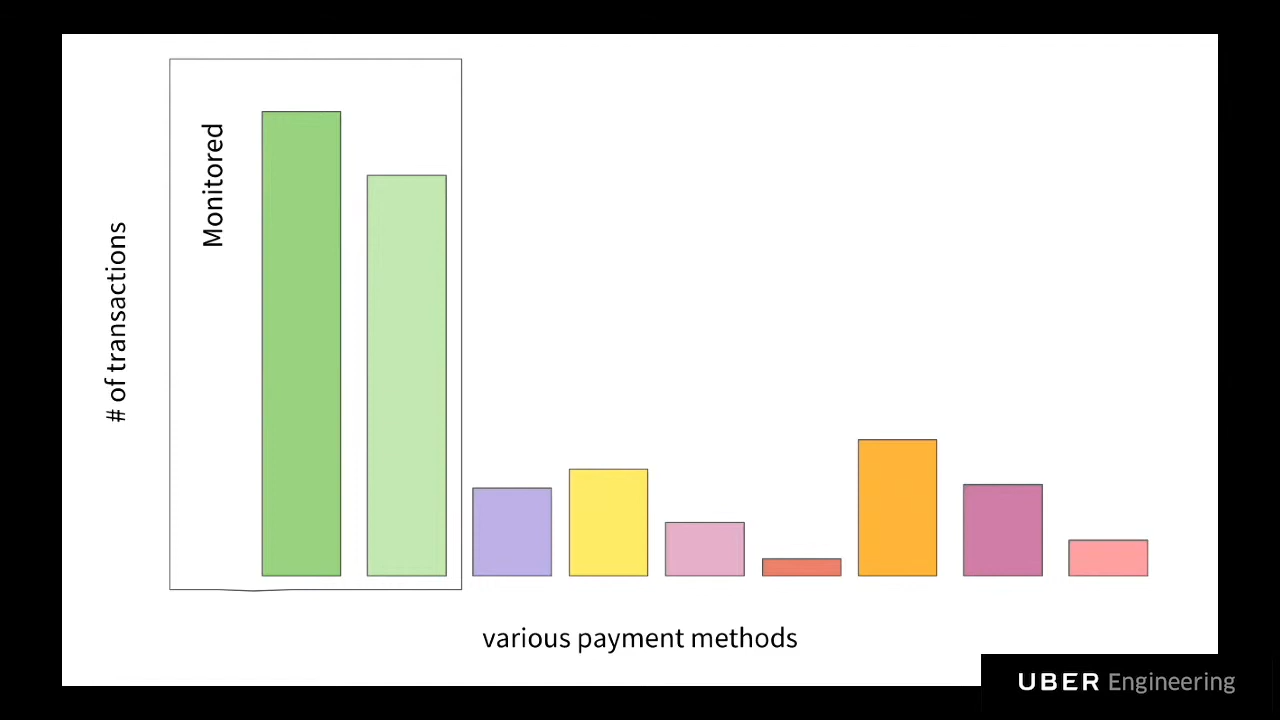 Monitored
# of transactions
various payment methods
UBER Engineering